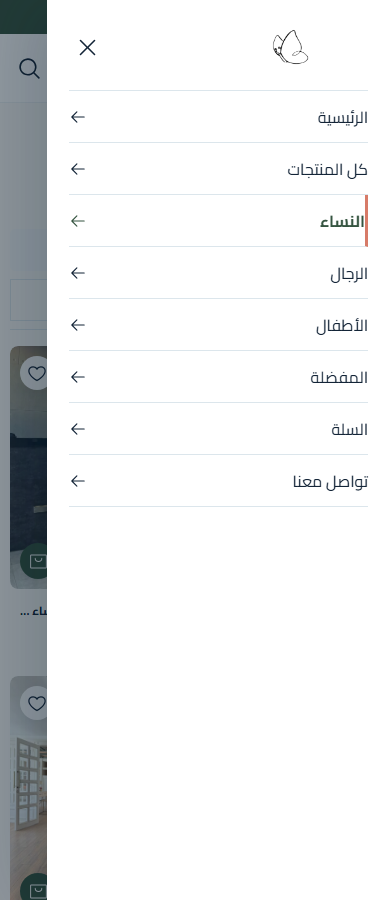 الرئيسية
كل المنتجات
النساء
الرجال
الأطفال
المفضلة
السلة
تواصل معنا